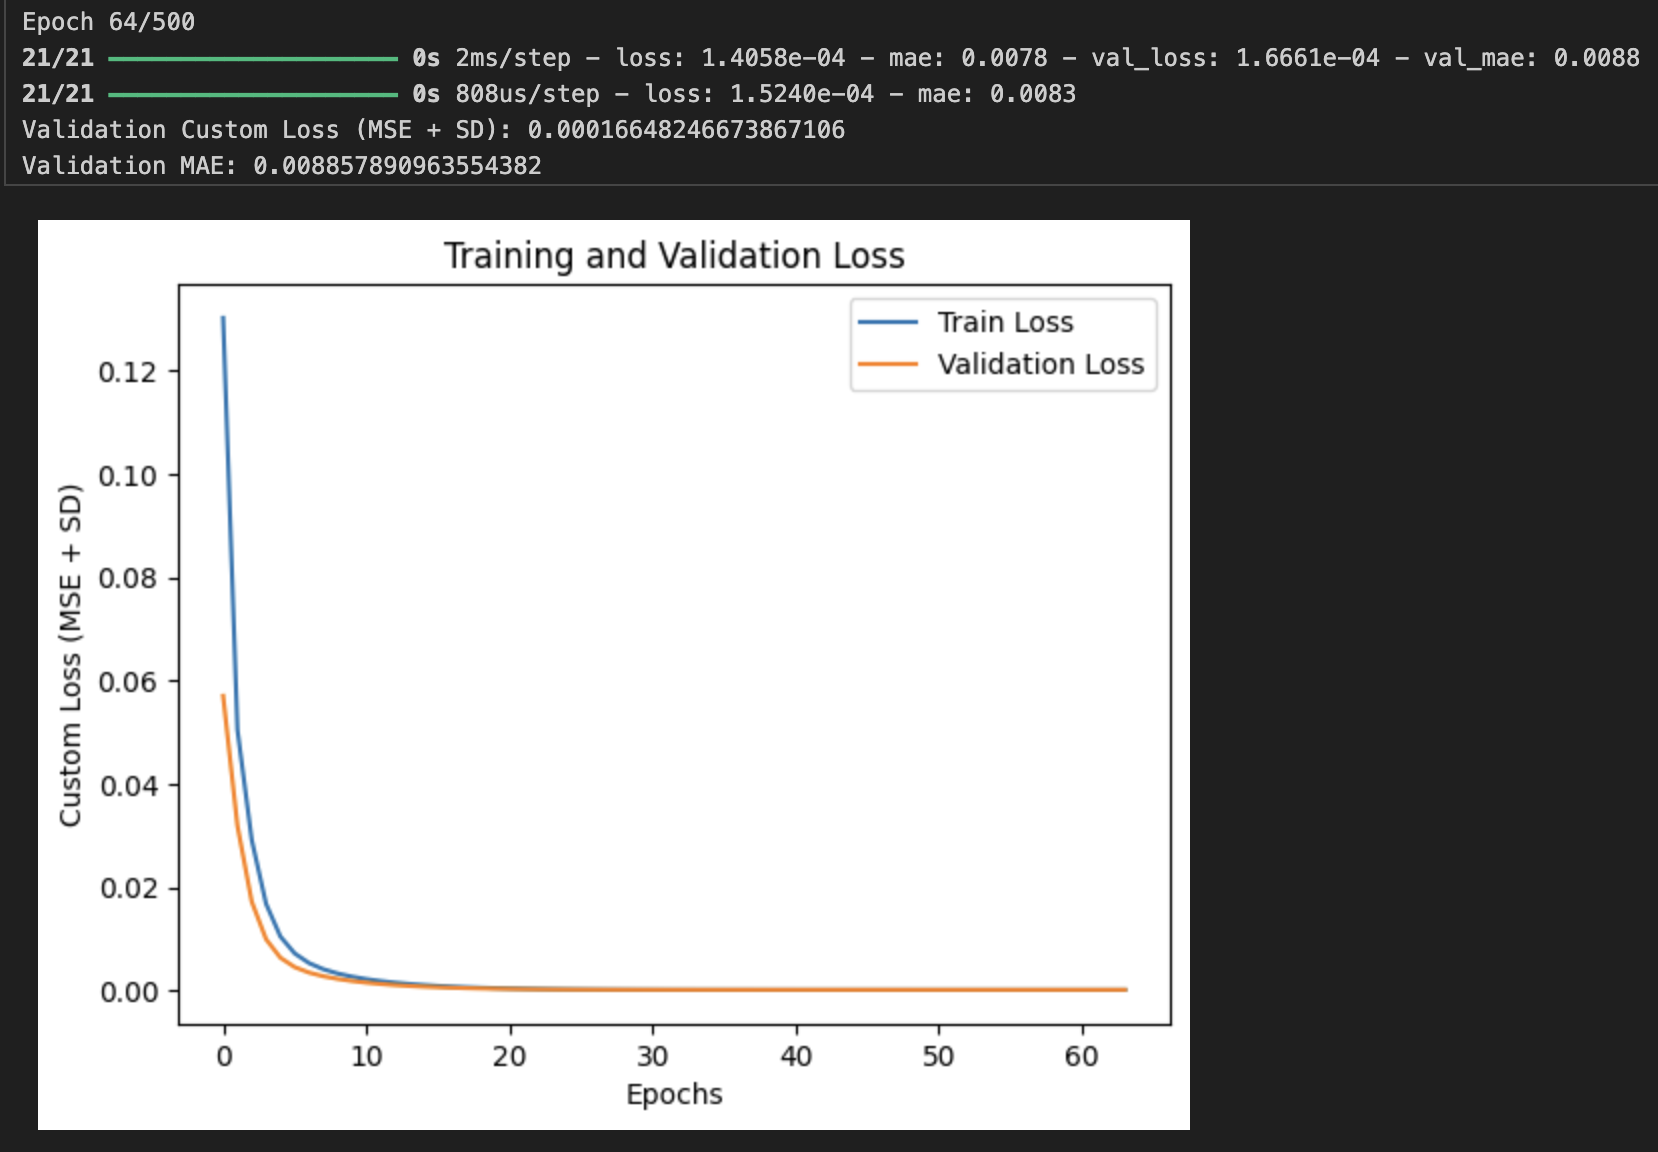 Epoch 64/500
21/21 ━━━━━━━━━━━━━━━━━━━━ 0s 2ms/step - loss: 1.4058e-04 - mae: 0.0078 - val_loss: 1.6661e-04 - val_mae: 0.0088
21/21 ━━━━━━━━━━━━━━━━━━━━ 0s 808us/step - loss: 1.5240e-04 - mae: 0.0083
Validation Custom Loss (MSE + SD): 0.00016648246673867106
Validation MAE: 0.008857890963554382
Training and Validation Loss
Train Loss
Validation Loss
Custom Loss (MSE + SD)
0.12
0.10
0.08
0.06
0.04
0.02
0.00
0 10 20 30 40 50 60
Epochs